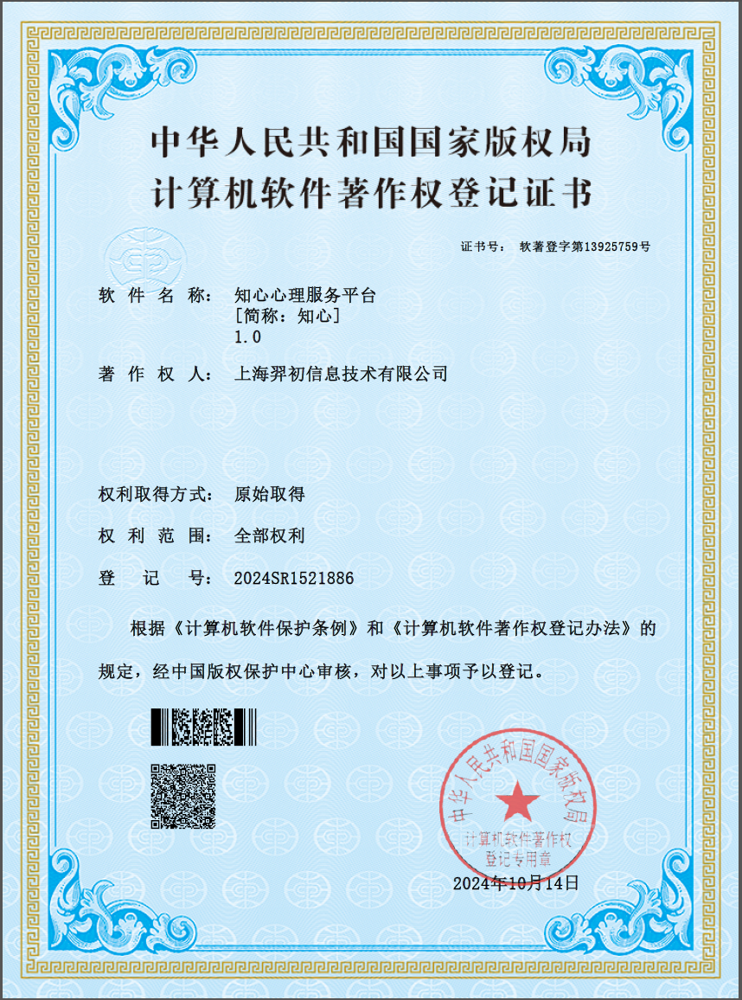 中华人民共和国国家版权局
计算机软件著作权登记证书
证书号： 软著登字第13925759号
软件名称： 知心心理服务平台
[简称：知心]
1.0
著作权人： 上海羿初信息技术有限公司
权利取得方式： 原始取得
权利范围： 全部权利
登记号： 2024SR1521886
根据《计算机软件保护条例》和《计算机软件著作权登记办法》的
规定，经中国版权保护中心审核，对以上事项予以登记。
中华人民共和国国家版权局
计算机软件著作权
登记专用章
2024年10月14日